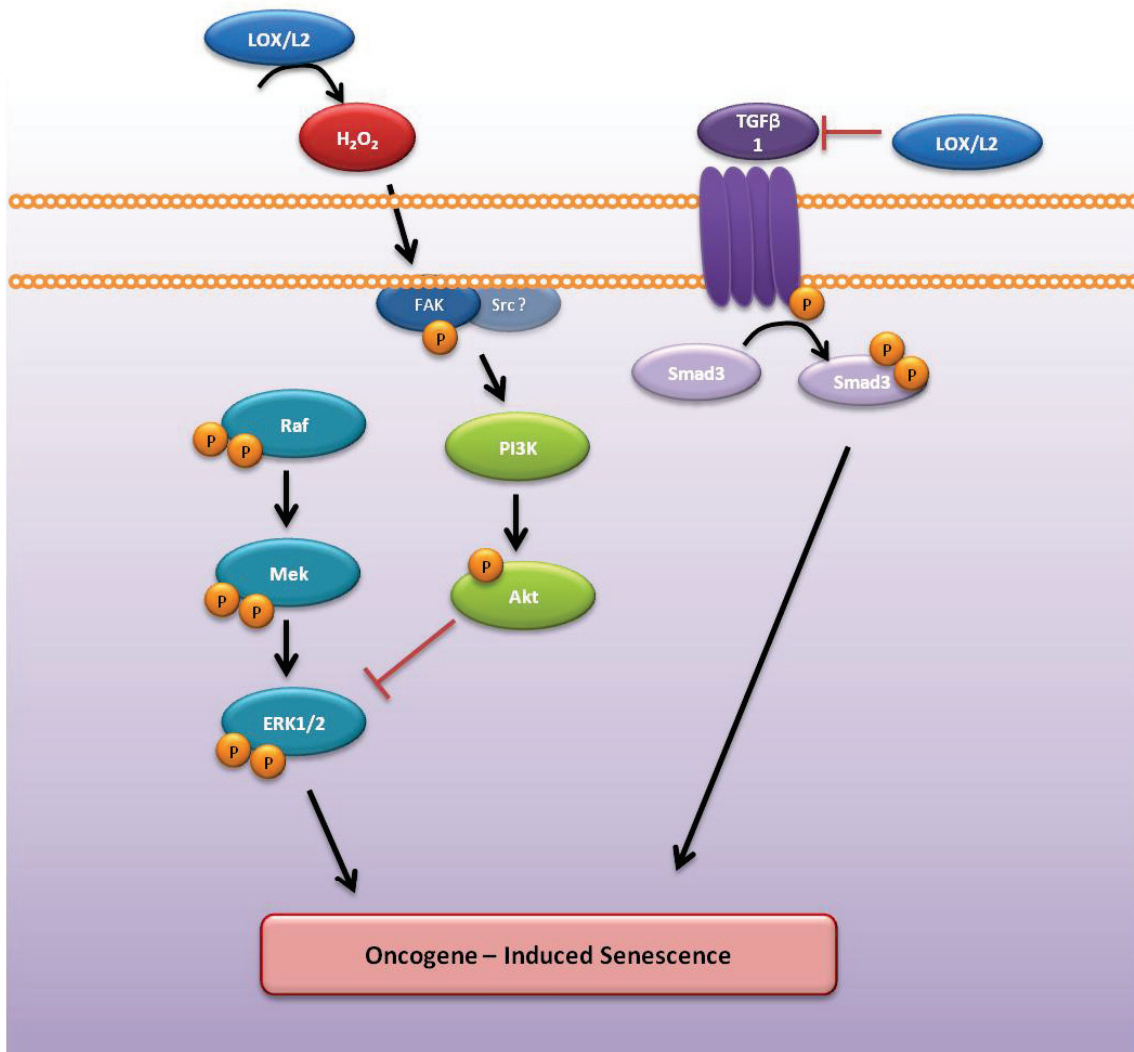 LOX/L2
H₂O₂
TGFβ
1
LOX/L2
FAK
Src ?
P
P
Smad3
Smad3
P
P
Raf
P
P
PI3K
Mek
P
P
P
Akt
ERK1/2
P
P
Oncogene – Induced Senescence